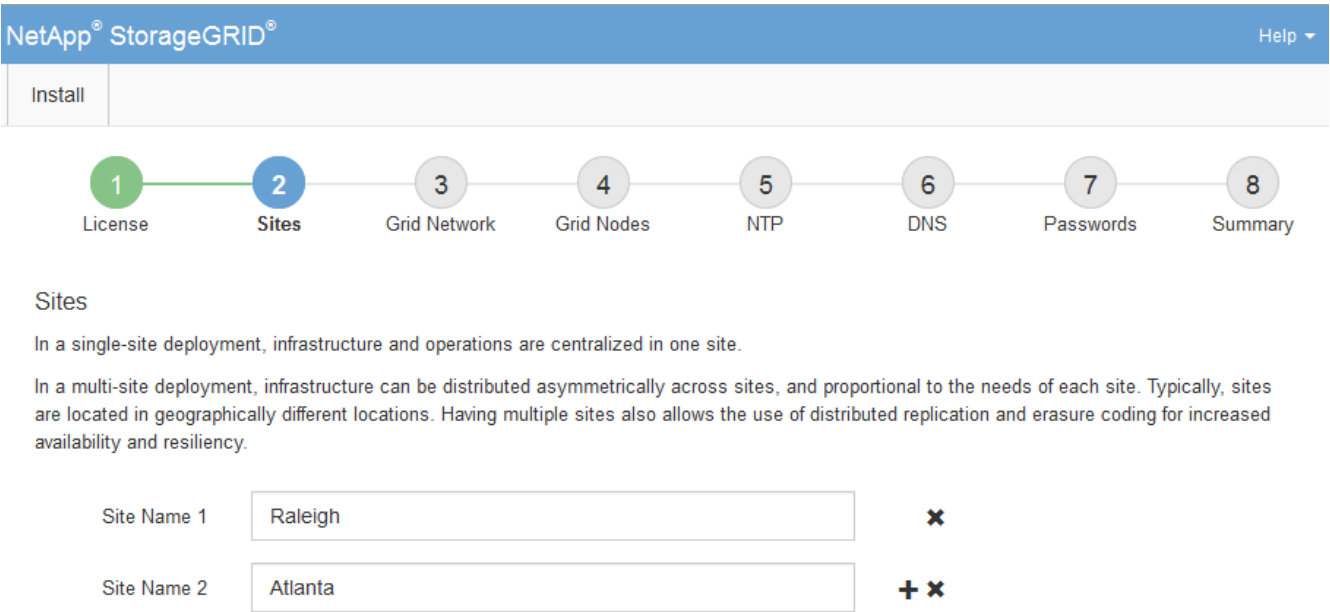 NetApp® StorageGRID®
Help
Install
1 2 3 4 5 6 7 8
License Sites Grid Network Grid Nodes NTP DNS Passwords Summary
Sites
In a single-site deployment, infrastructure and operations are centralized in one site.
In a multi-site deployment, infrastructure can be distributed asymmetrically across sites, and proportional to the needs of each site. Typically, sites
are located in geographically different locations. Having multiple sites also allows the use of distributed replication and erasure coding for increased
availability and resiliency.
Site Name 1 Raleigh
Site Name 2 Atlanta